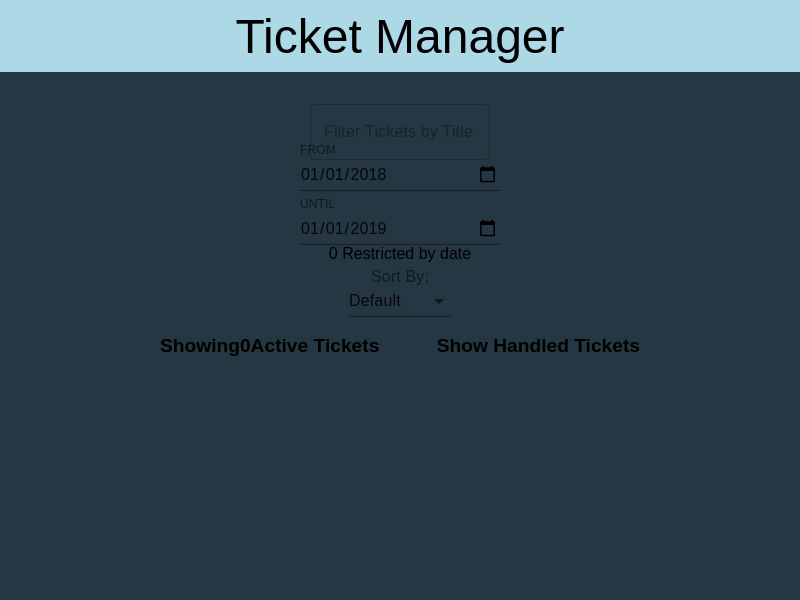 Ticket Manager
Filter Tickets by Title
FROM
01/01/2018
UNTIL
01/01/2019
0 Restricted by date
Sort By:
Default
Showing0Active Tickets
Show Handled Tickets